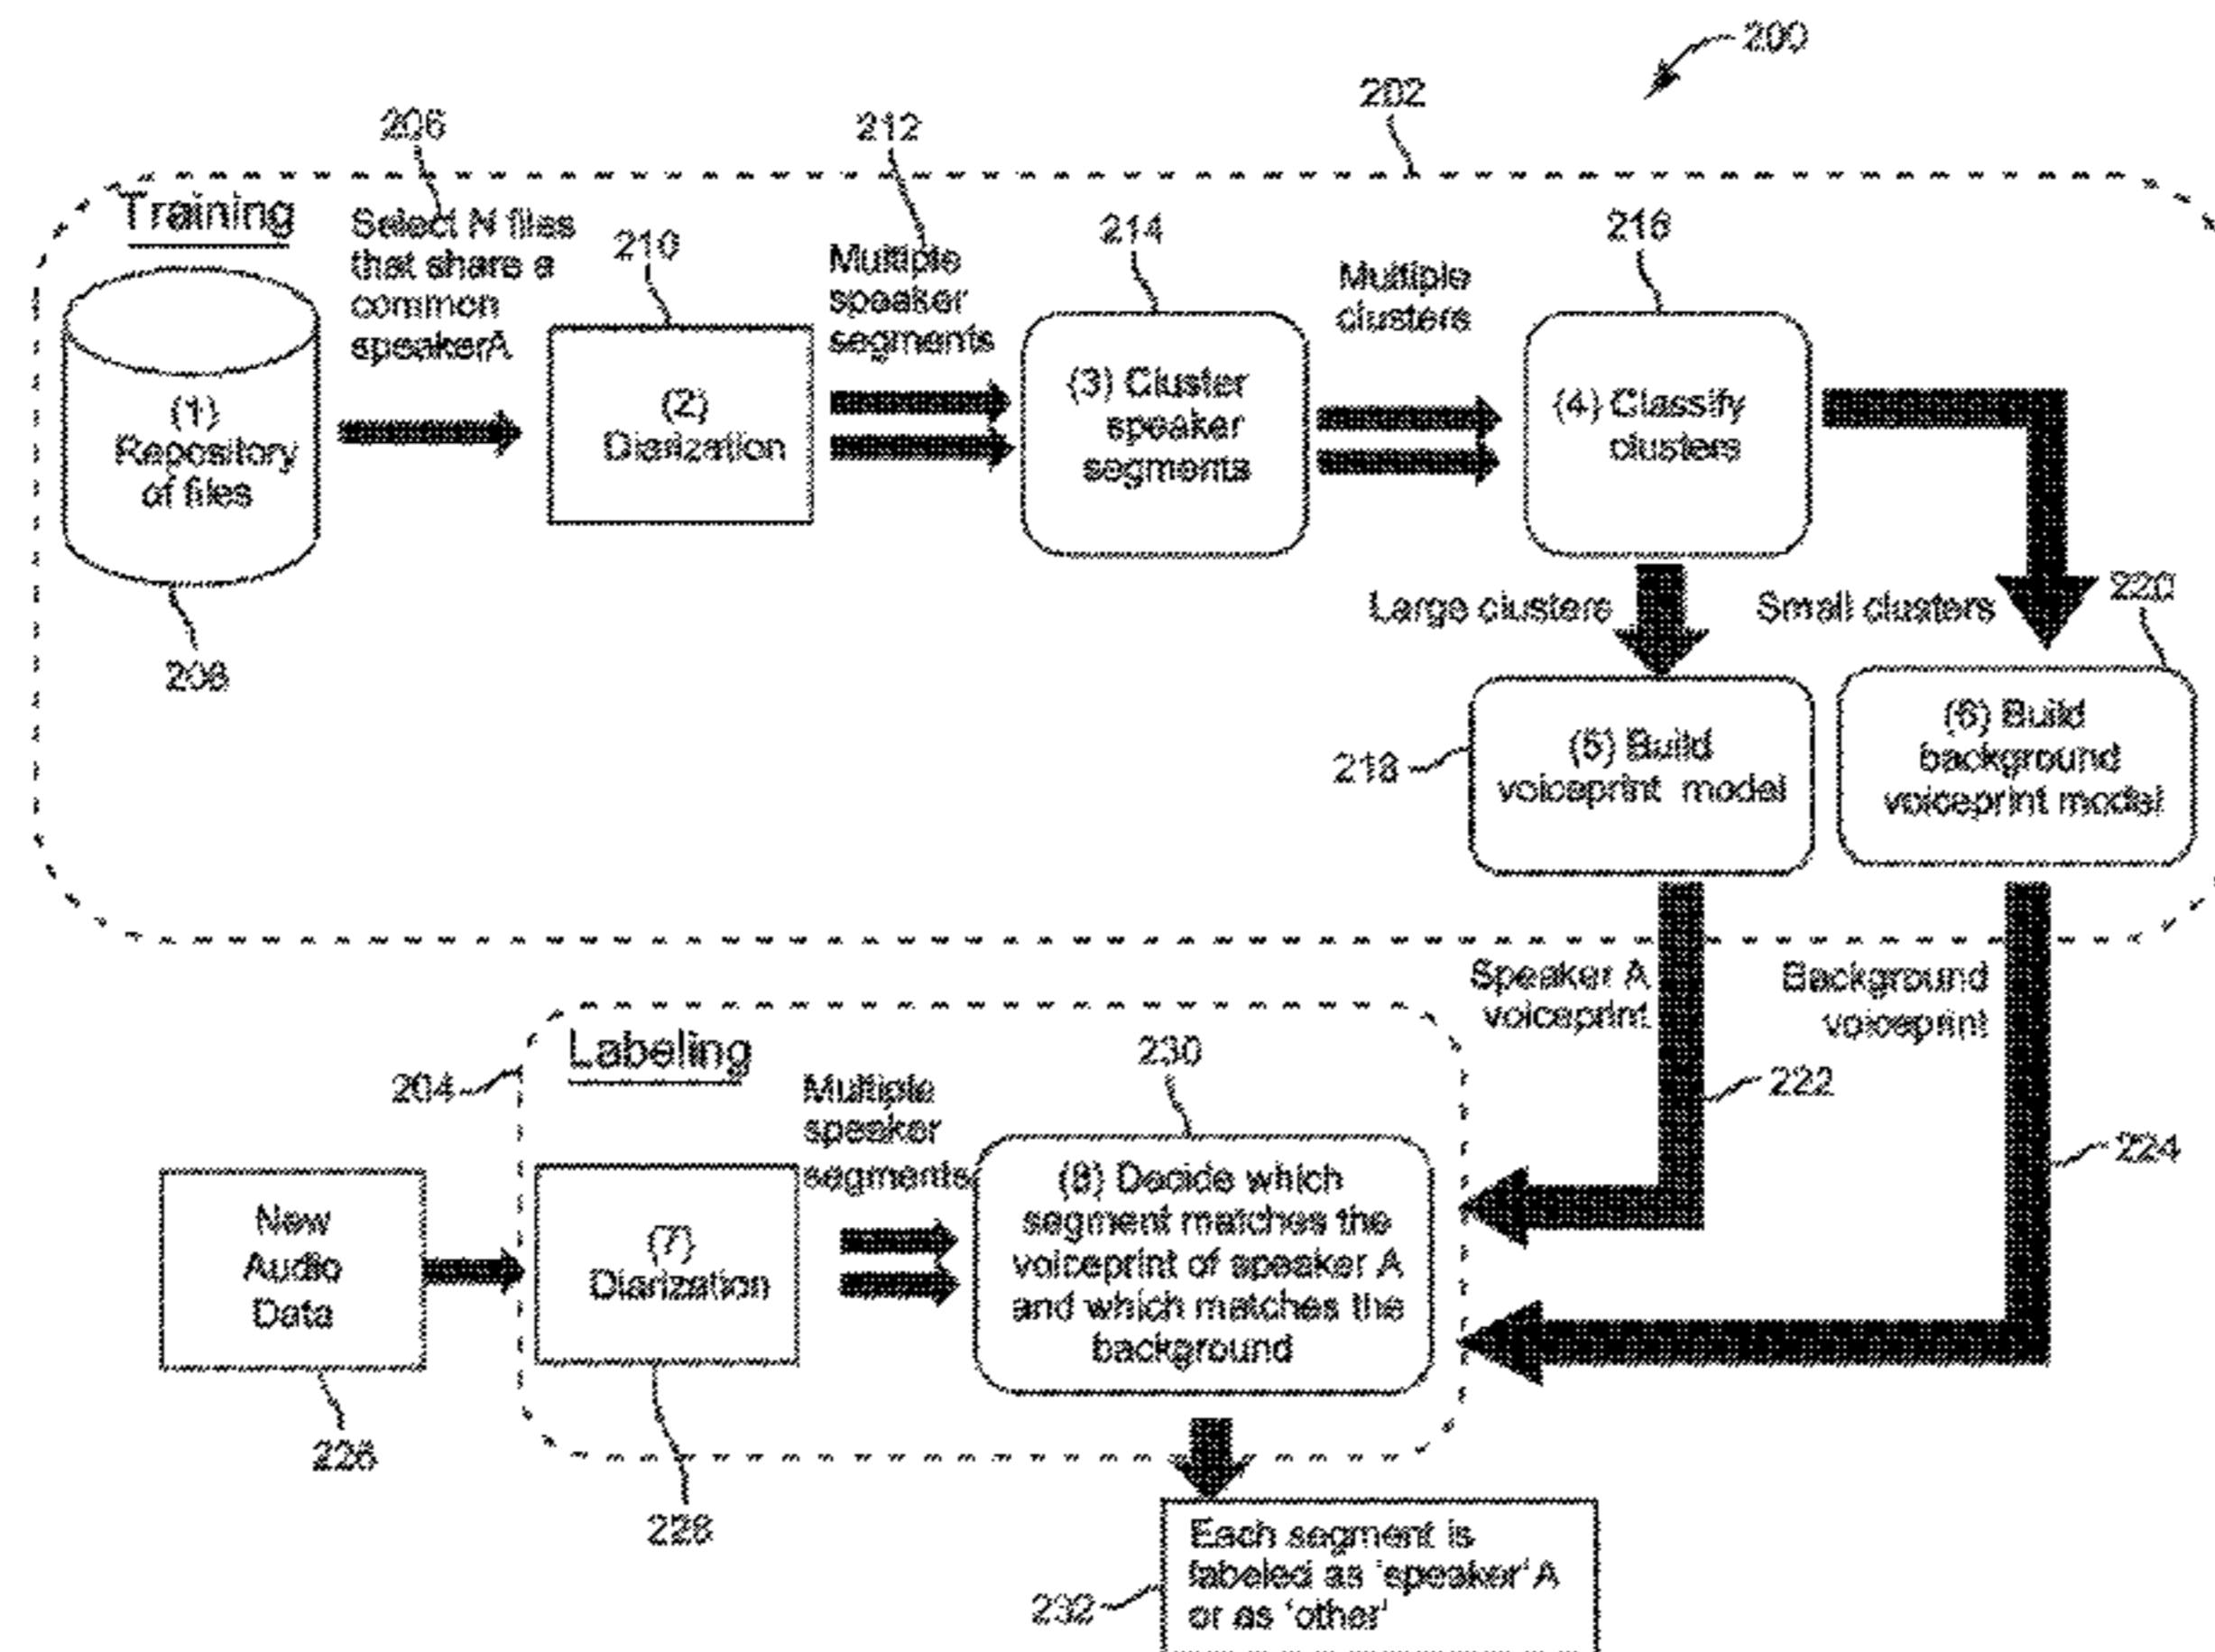 200
202
206
212
Training
Select N files
that share a
common
speakerA
210
Multiple
speaker
segments
214
Multiple
clusters
216
(1)
Repository
of files
(2)
Diarization
(3) Cluster
speaker
segments
(4) Classify
clusters
208
Large clusters
Small clusters
220
218
(5) Build
voiceprint model
(6) Build
background
voiceprint model
Speaker A
voiceprint
Background
voiceprint
204
Labeling
Multiple
speaker
segments
230
222
224
New
Audio
Data
(7)
Diarization
(8) Decide which
segment matches the
voiceprint of speaker A
and which matches the
background
226
228
232
Each segment is
labeled as 'speaker' A
or as 'other'